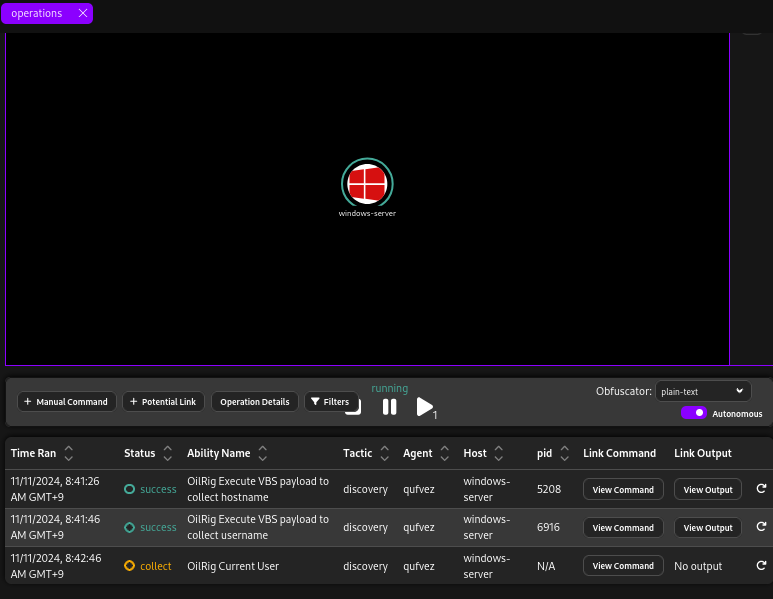 operations
windows-server
running
Manual Command
Potential Link
Operation Details
Filters
1
Obfuscator: plain-text
Autonomous
Time Ran Status Ability Name Tactic Agent Host pid Link Command Link Output
11/11/2024, 8:41:26
AM GMT+9
success
OilRig Execute VBS payload to
collect hostname
discovery
qufvez
windows-
server
5208
View Command
View Output
11/11/2024, 8:41:46
AM GMT+9
success
OilRig Execute VBS payload to
collect username
discovery
qufvez
windows-
server
6916
View Command
View Output
11/11/2024, 8:42:46
AM GMT+9
collect
OilRig Current User
discovery
qufvez
windows-
server
N/A
View Command
No output